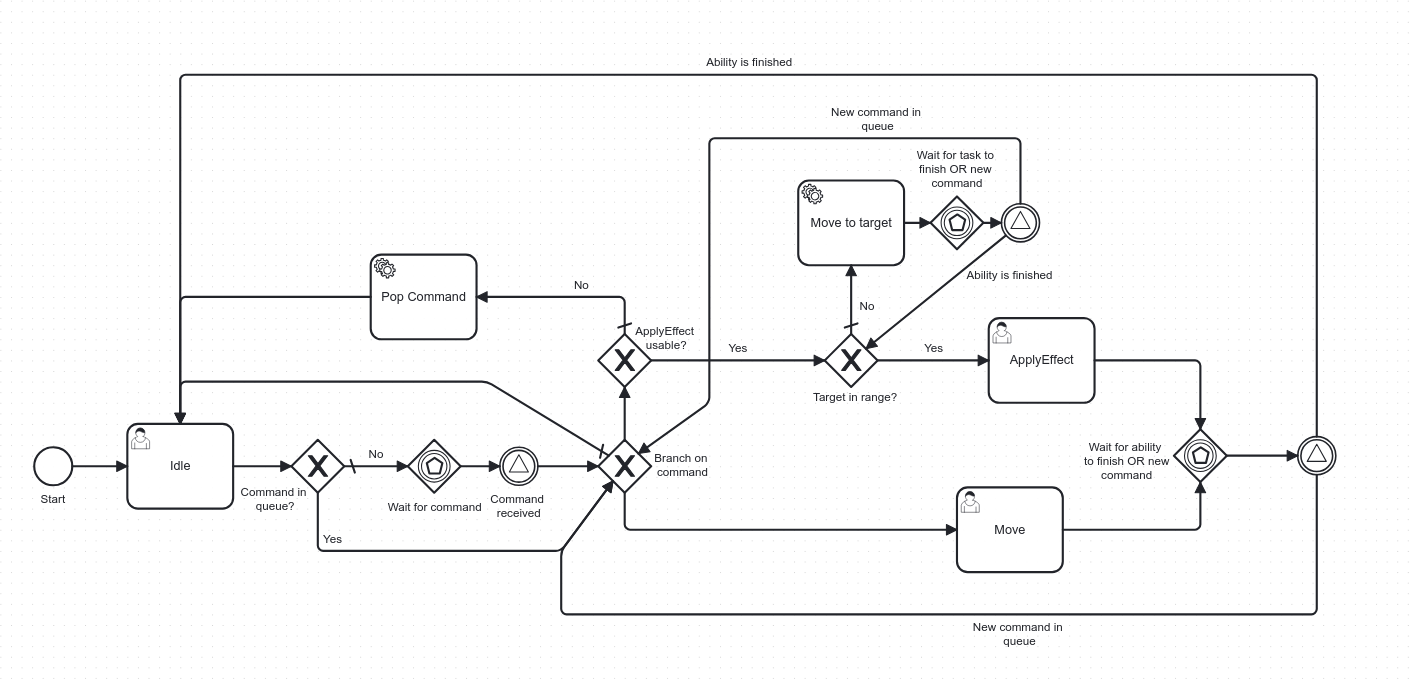 Ability is finished
New command in
queue
Wait for task to
finish OR new
command
Move to target
Ability is finished
Pop Command
No
No
ApplyEffect
usable?
Yes
Yes
ApplyEffect
Target in range?
Idle
Start
Command in
queue?
No
Wait for command
Command
received
Branch on
command
Wait for ability
to finish OR new
command
Yes
Move
New command in
queue